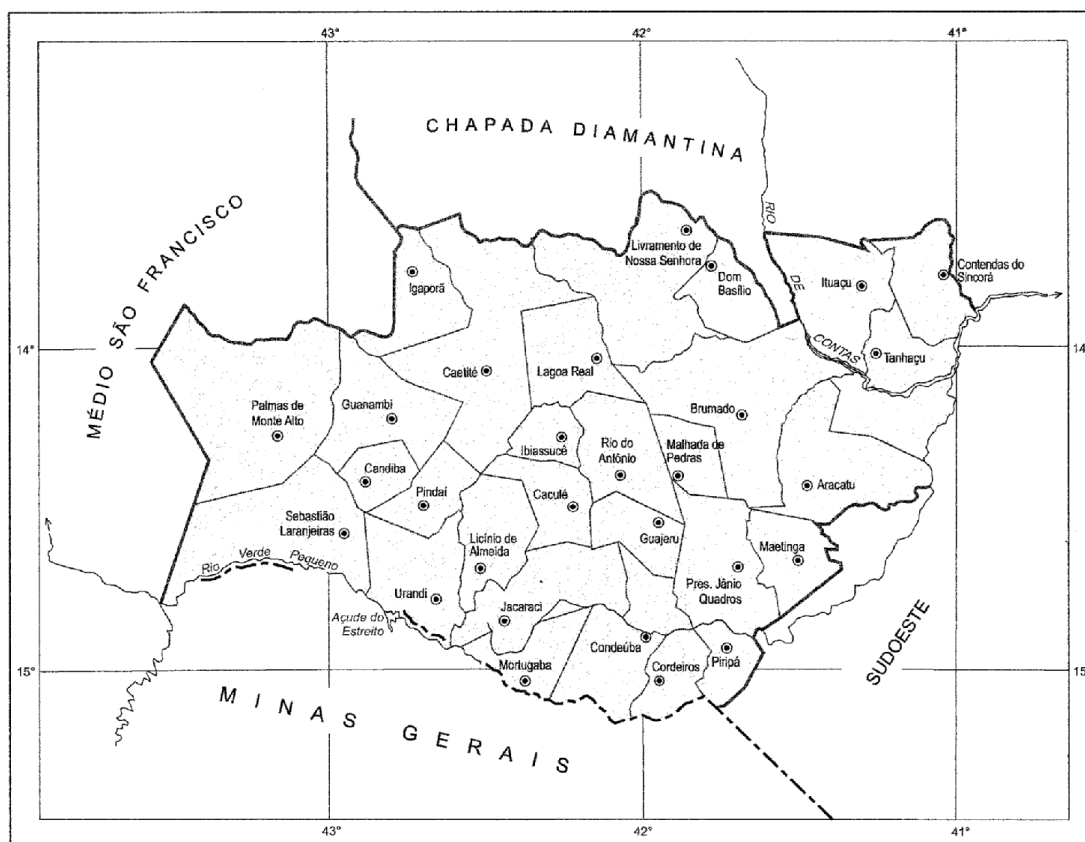 43°
42°
41°
CHAPADA DIAMANTINA
MÉDIO SÃO FRANCISCO
RIO
DE
CONTAS
Livramento de
Nossa Senhora
Dom
Basílio
Ituaçu
Contendas do
Sincorá
Igaporã
Tanhaçu
14°
14°
Caetité
Lagoa Real
Palmas de
Monte Alto
Guanambi
Brumado
Ibiassucê
Rio do
Antônio
Malhada de
Pedras
Candiba
Pindaí
Caculé
Aracatu
Sebastião
Laranjeiras
Licínio de
Almeida
Guajeru
Maetinga
Rio Verde Pequeno
Pres. Jânio
Quadros
Urandi
Jacaraci
Açude do
Estreito
Condeúba
Piripá
Mortugaba
Cordeiros
SUDOESTE
15°
15
MINAS GERAIS
43°
42°
41°